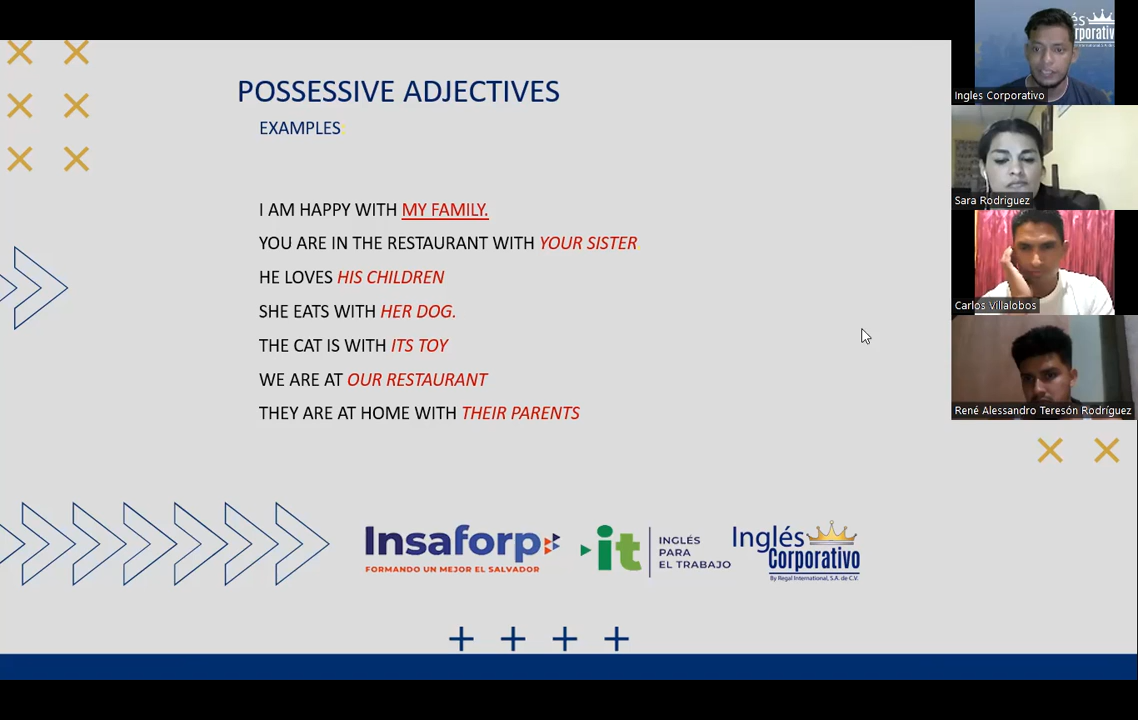 POSSESSIVE ADJECTIVES
EXAMPLES:
I AM HAPPY WITH MY FAMILY.
YOU ARE IN THE RESTAURANT WITH YOUR SISTER
HE LOVES HIS CHILDREN
SHE EATS WITH HER DOG.
THE CAT IS WITH ITS TOY
WE ARE AT OUR RESTAURANT
THEY ARE AT HOME WITH THEIR PARENTS
Insaforp
FORMANDO UN MEJOR EL SALVADOR
it
INGLÉS
PARA
EL TRABAJO
Inglés
Corporativo
By Regal International, S.A. de C.V.
Ingles Corporativo
Sara Rodríguez
Carlos Villalobos
René Alessandro Teresón Rodríguez